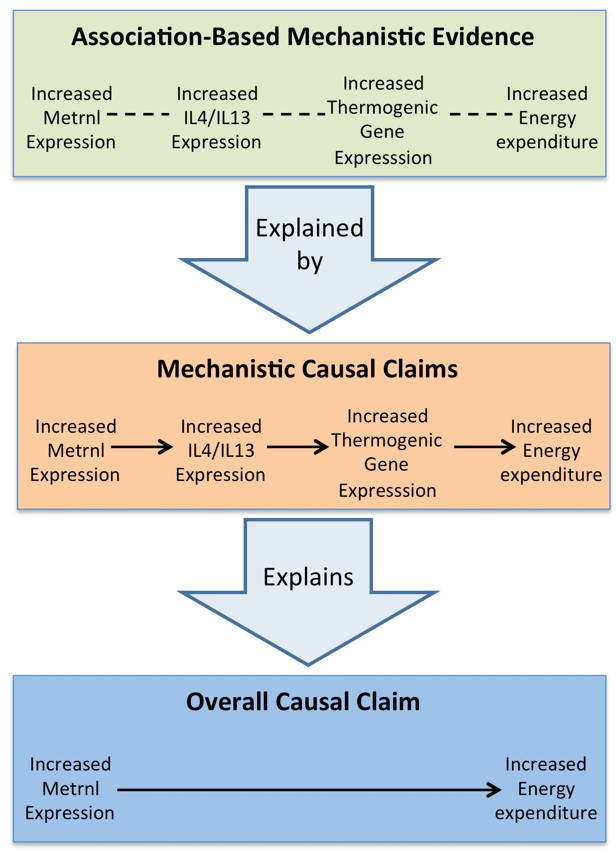 Association-Based Mechanistic Evidence
Increased Metrnl Expression
Increased IL4/IL13 Expression
Increased Thermogenic Gene Expresssion
Increased Energy expenditure
Explained by
Mechanistic Causal Claims
Increased Metrnl Expression
Increased IL4/IL13 Expression
Increased Thermogenic Gene Expresssion
Increased Energy expenditure
Explains
Overall Causal Claim
Increased Metrnl Expression
Increased Energy expenditure